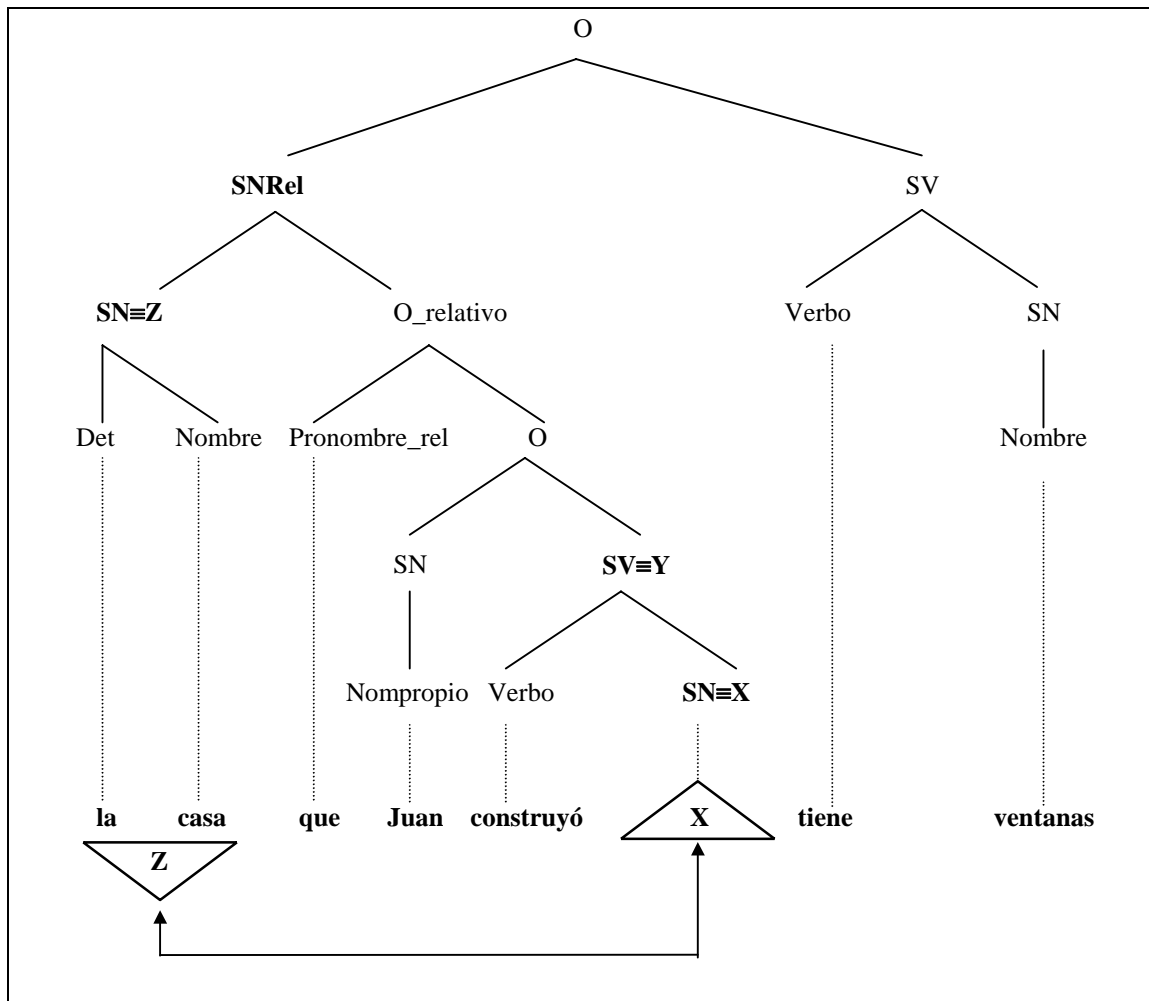 O
SNRel SV
SN≡Z O_relativo Verbo SN
Det Nombre Pronombre_rel O Nombre
SN SV≡Y
Nompropio Verbo SN≡X
la casa que Juan construyó X tiene ventanas
Z